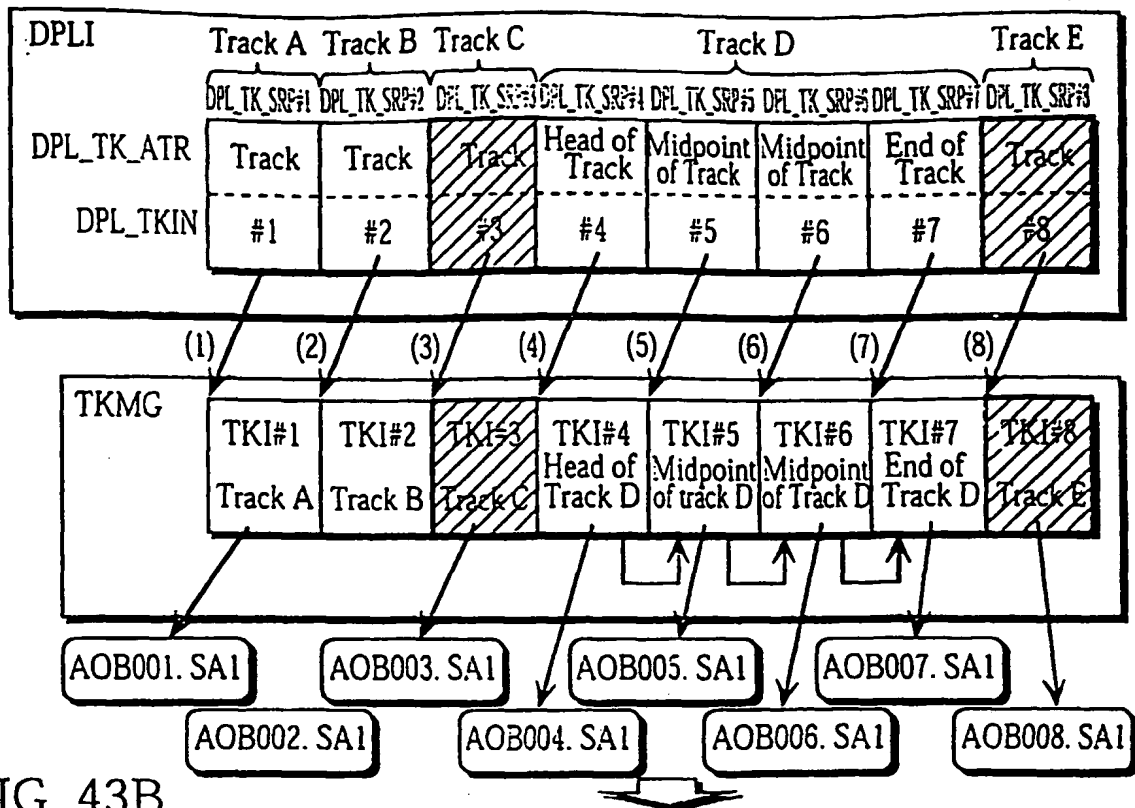 DPLI
Track A Track B Track C Track D Track E
DPL_TK_SRP#1 DPL_TK_SRP#2 DPL_TK_SRP#3 DPL_TK_SRP#4 DPL_TK_SRP#5 DPL_TK_SRP#6 DPL_TK_SRP#7 DPL_TK_SRP#8
DPL_TK_ATR Track Track Track Head of Track Midpoint of Track Midpoint of Track End of Track Track
DPL_TKIN #1 #2 #3 #4 #5 #6 #7 #8
(1) (2) (3) (4) (5) (6) (7) (8)
TKMG
TKI#1 TKI#2 TKI#3 TKI#4 TKI#5 TKI#6 TKI#7 TKI#8
Track A Track B Track C Head of Track D Midpoint of track D Midpoint of Track D End of Track D Track E
AOB001. SA1 AOB003. SA1 AOB005. SA1 AOB007. SA1
AOB002. SA1 AOB004. SA1 AOB006. SA1 AOB008. SA1
IG. 43B